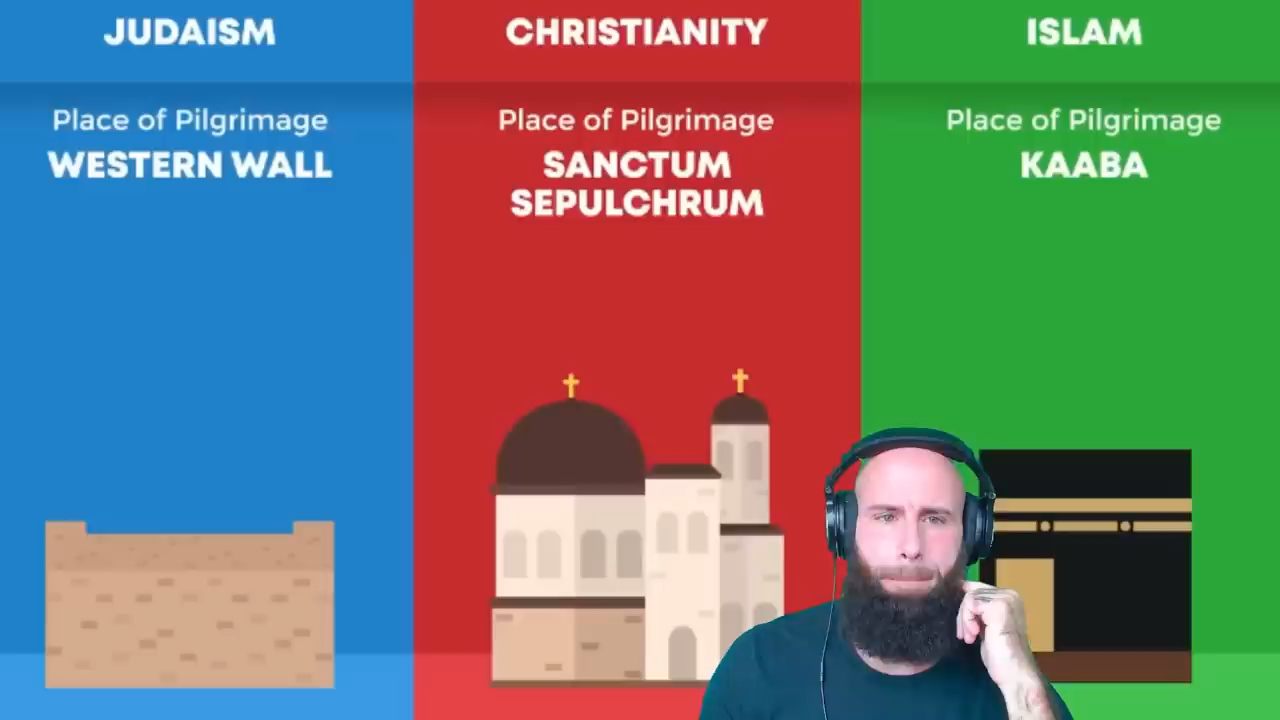 JUDAISM
Place of Pilgrimage
WESTERN WALL
CHRISTIANITY
Place of Pilgrimage
SANCTUM
SEPULCHRUM
ISLAM
Place of Pilgrimage
KAABA